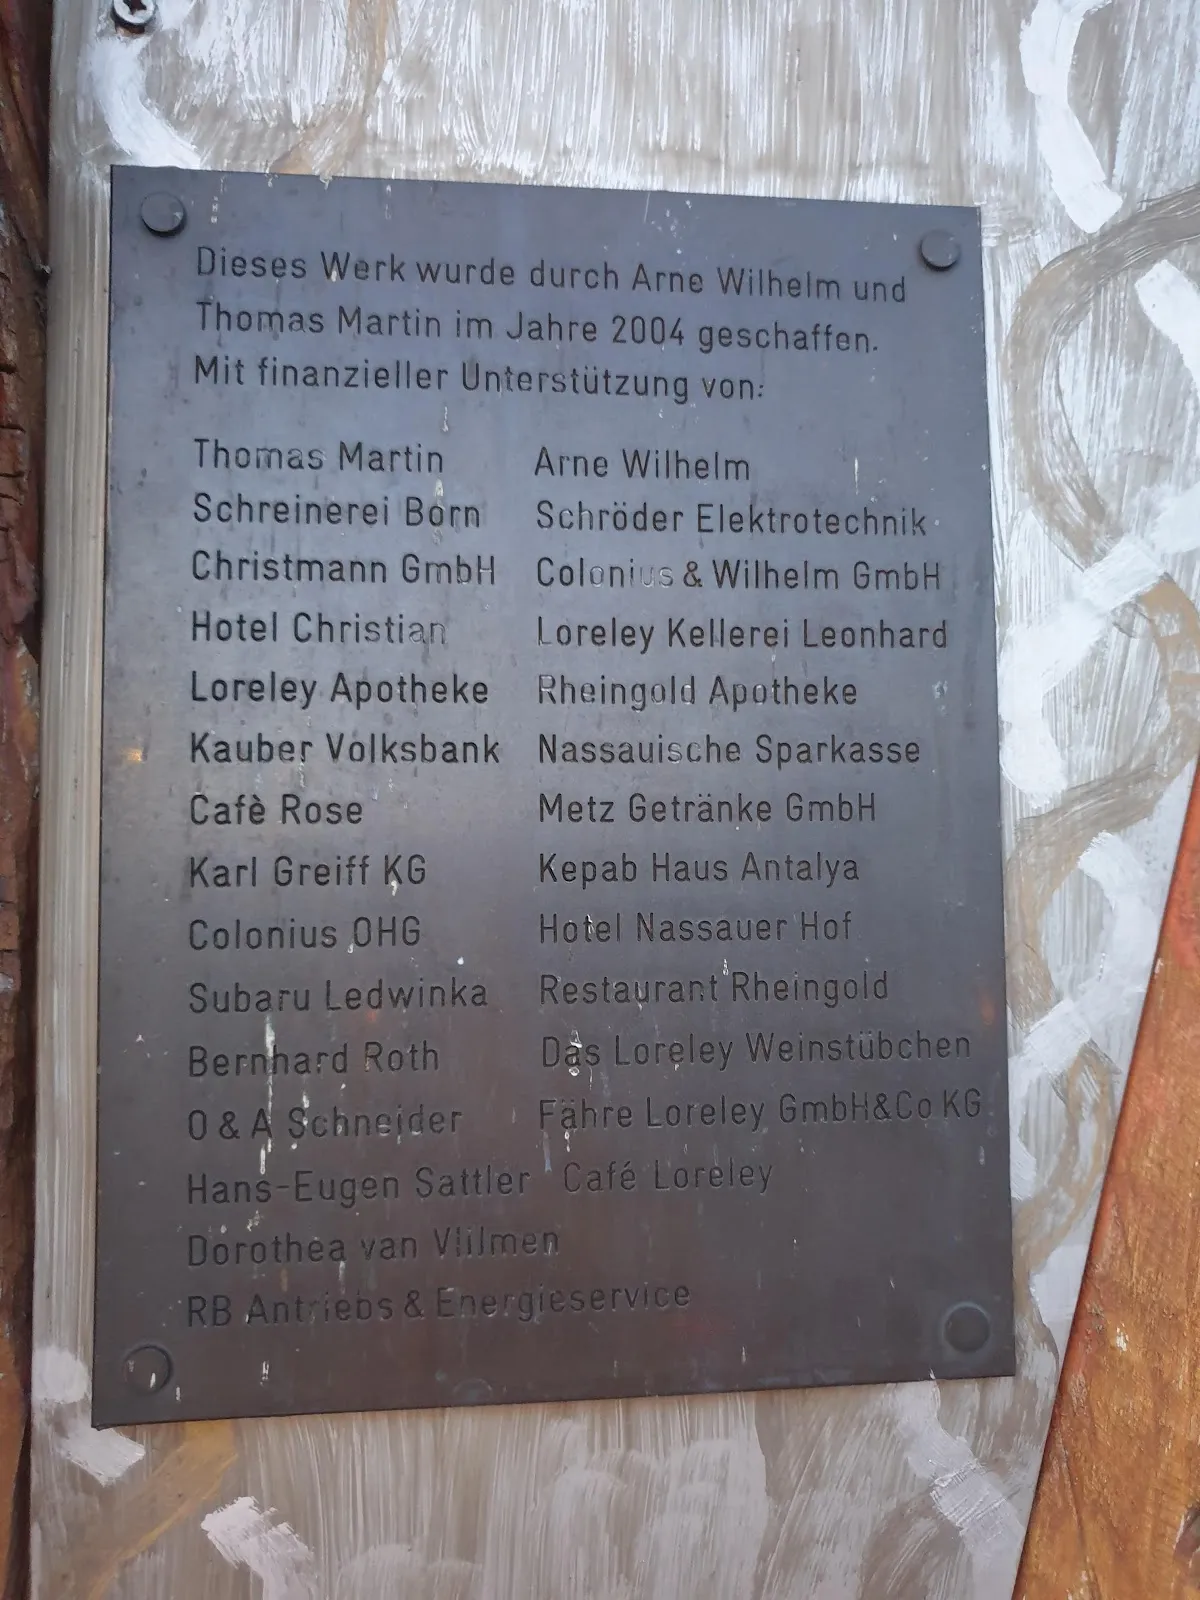 Dieses Werk wurde durch Arne Wilhelm und
Thomas Martin im Jahre 2004 geschaffen.
Mit finanzieller Unterstützung von:
Thomas Martin Arne Wilhelm
Schreinerei Born Schröder Elektrotechnik
Christmann GmbH Colonius & Wilhelm GmbH
Hotel Christian Loreley Kellerei Leonhard
Loreley Apotheke Rheingold Apotheke
Kauber Volksbank Nassauische Sparkasse
Cafè Rose Metz Getränke GmbH
Karl Greiff KG Kepab Haus Antalya
Colonius OHG Hotel Nassauer Hof
Subaru Ledwinka Restaurant Rheingold
Bernhard Roth Das Loreley Weinstübchen
O & A Schneider Fähre Loreley GmbH&Co KG
Hans-Eugen Sattler Café Loreley
Dorothea van Vlilmen
RB Antriebs & Energieservice